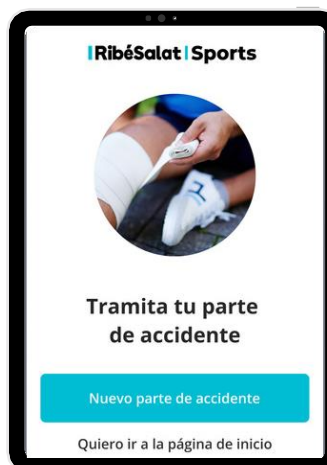 RibéSalat Sports
Tramita tu parte
de accidente
Nuevo parte de accidente
Quiero ir a la página de inicio